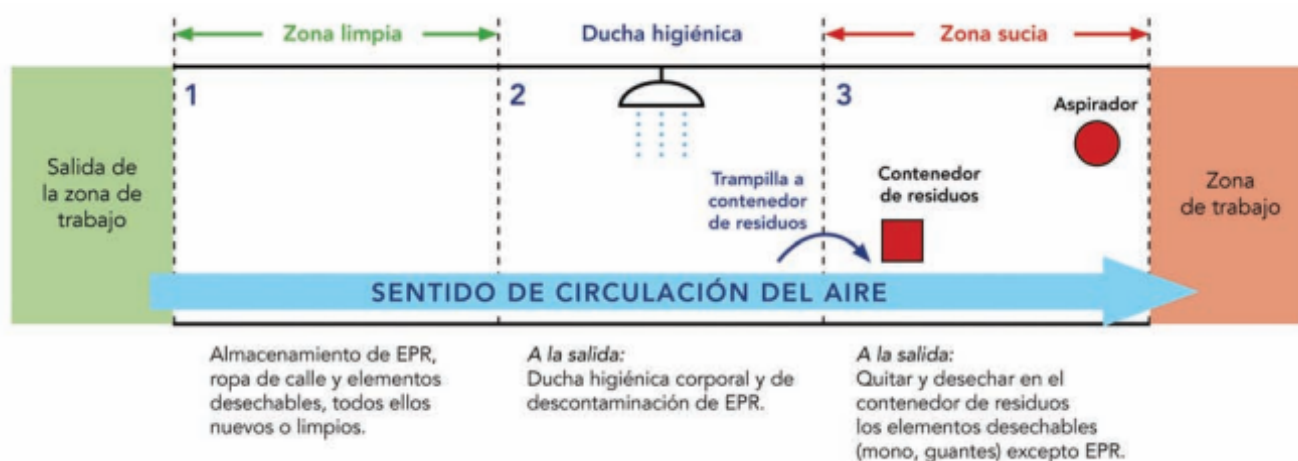 Zona limpia
Ducha higiénica
Zona sucia
1
2
3
Aspirador
Salida de
la zona de
trabajo
Trampilla a
contenedor
de residuos
Contenedor
de residuos
Zona
de trabajo
SENTIDO DE CIRCULACIÓN DEL AIRE
Almacenamiento de EPR,
ropa de calle y elementos
desechables, todos ellos
nuevos o limpios.
A la salida:
Ducha higiénica corporal y de
descontaminación de EPR.
A la salida:
Quitar y desechar en el
contenedor de residuos
los elementos desechables
(mono, guantes) excepto EPR.